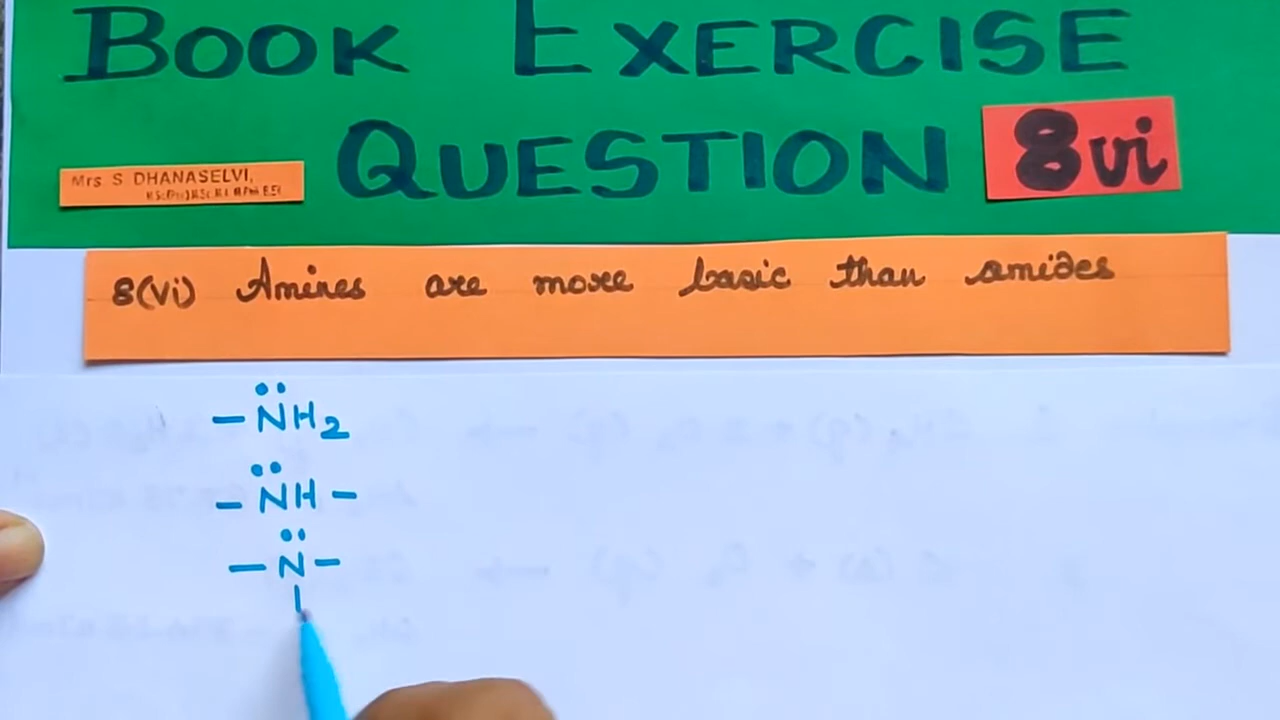 BOOK EXERCISE
QUESTION 8vi
Mrs. S. DHANASELVI,
8(vi) Amines are more basic than amides
– N̈H₂
– N̈H –
– N̈ –
|